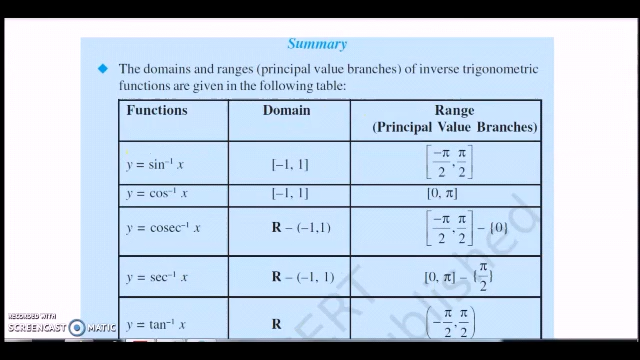 Summary
◆ The domains and ranges (principal value branches) of inverse trigonometric
functions are given in the following table:
Functions Domain Range
(Principal Value Branches)
y = sin⁻¹ x [–1, 1] [–π/2, π/2]
y = cos⁻¹ x [–1, 1] [0, π]
y = cosec⁻¹ x R – (–1,1) [–π/2, π/2] – {0}
y = sec⁻¹ x R – (–1, 1) [0, π] – {π/2}
y = tan⁻¹ x R (–π/2, π/2)
RECORDED WITH
SCREENCAST MATIC